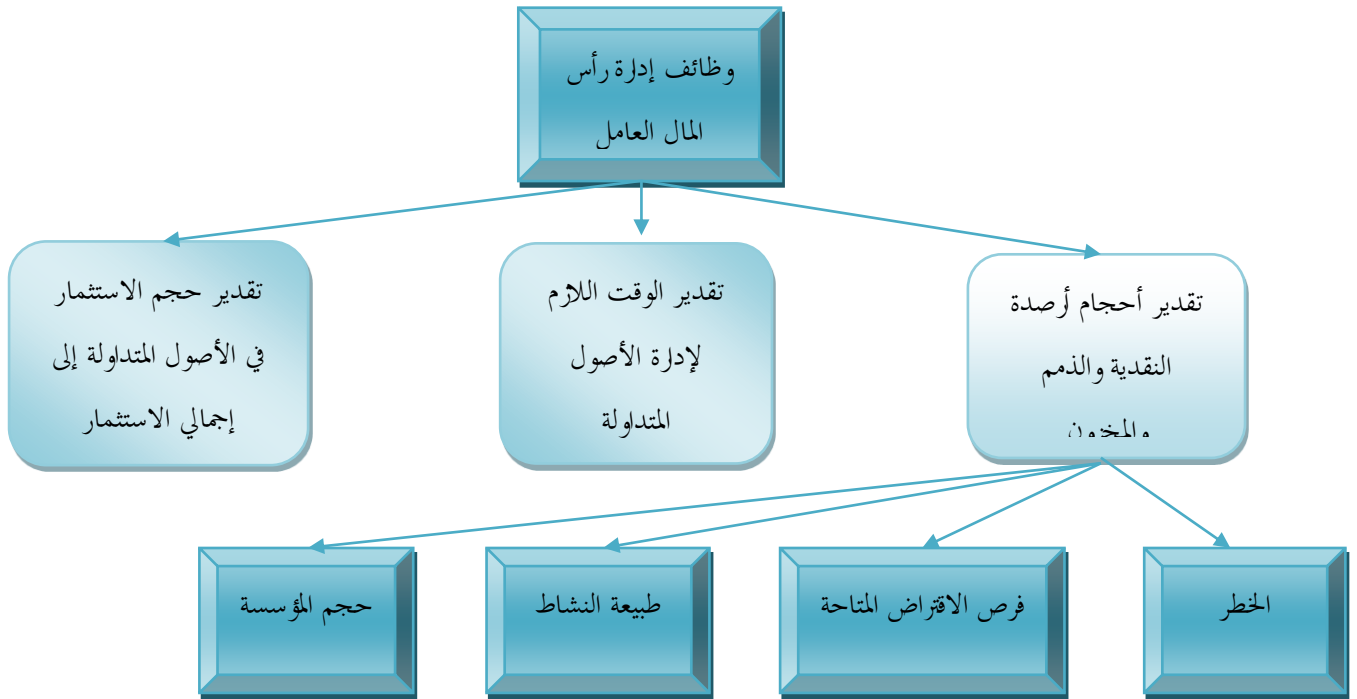 وظائف إدارة رأس
المال العامل
تقدير أحجام أرصدة
النقدية والذمم
والمخزون
تقدير الوقت اللازم
لإدارة الأصول
المتداولة
تقدير حجم الاستثمار
في الأصول المتداولة إلى
إجمالي الاستثمار
الخطر
فرص الاقتراض المتاحة
طبيعة النشاط
حجم المؤسسة